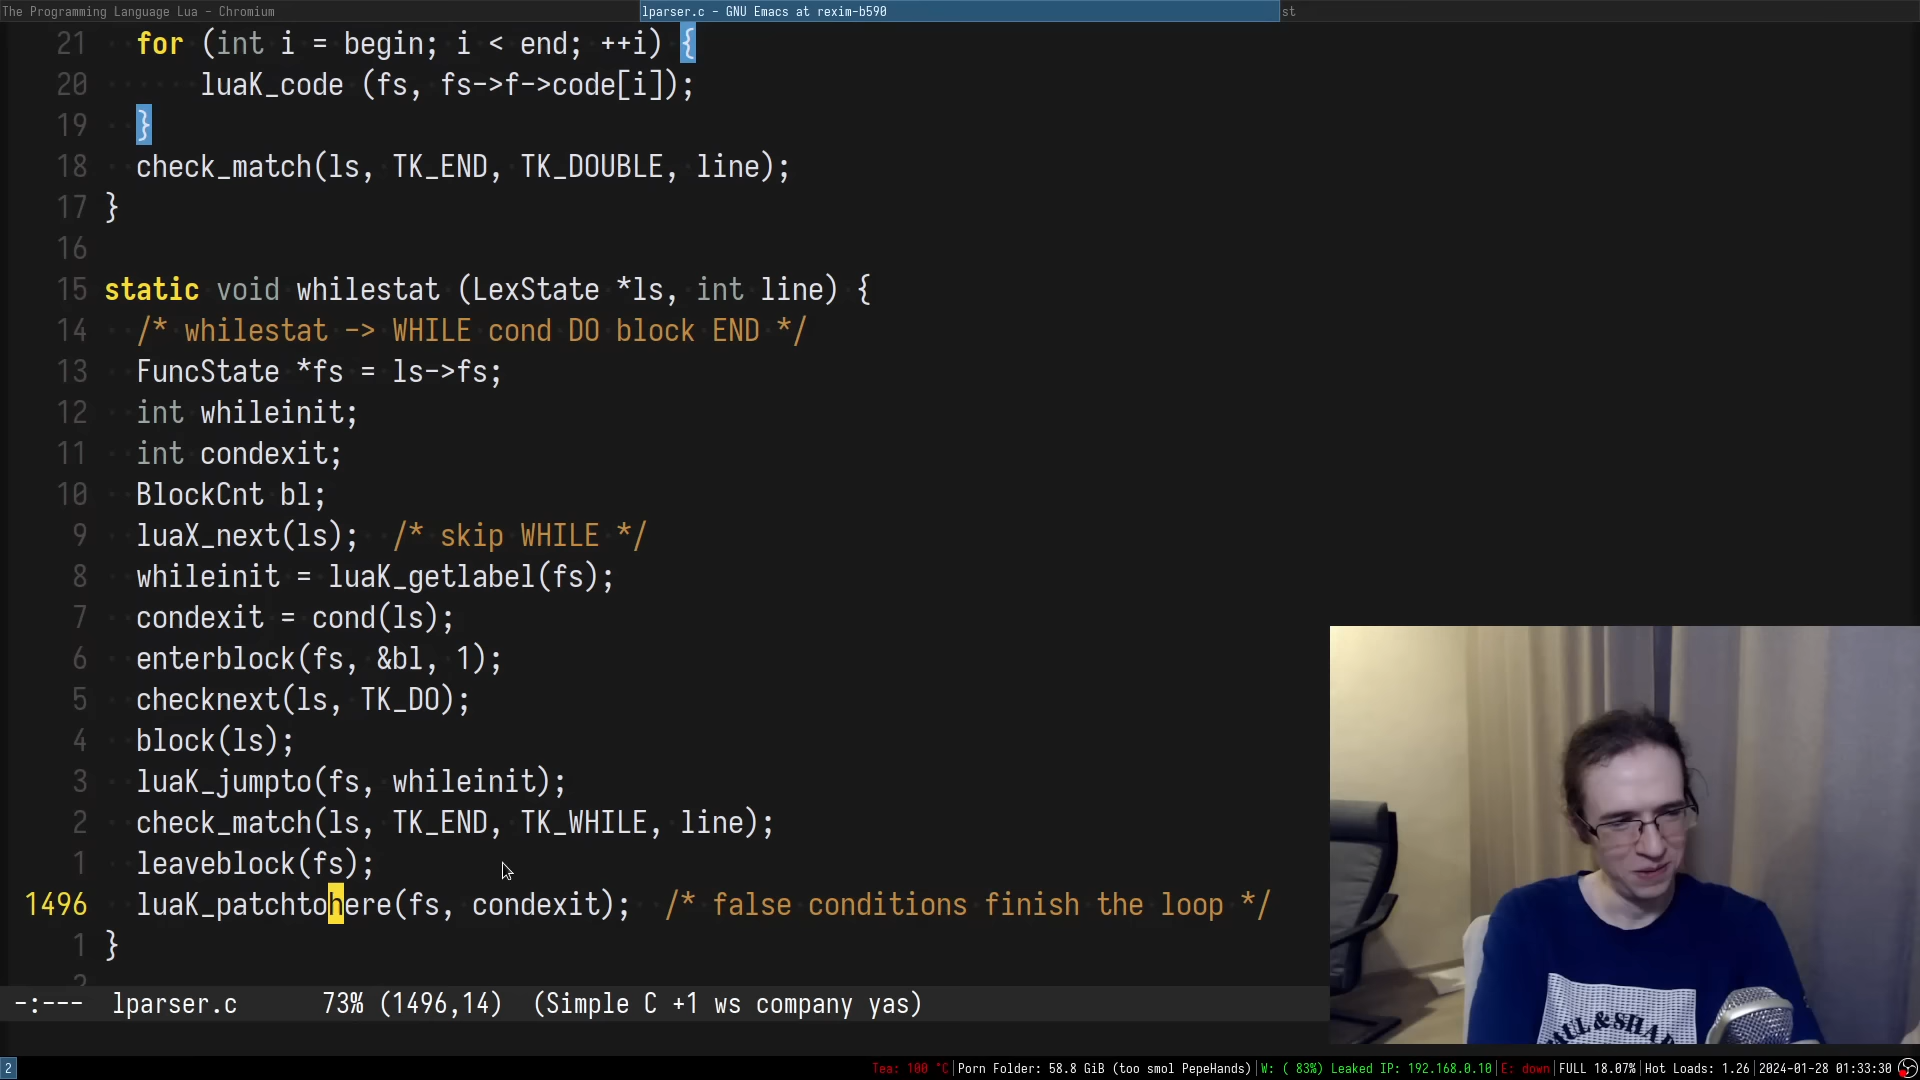 The Programming Language Lua - Chromium
lparser.c - GNU Emacs at rexim-b590
st
21 for (int i = begin; i < end; ++i) {
20 luaK_code (fs, fs->f->code[i]);
19 }
18 check_match(ls, TK_END, TK_DOUBLE, line);
17 }
16
15 static void whilestat (LexState *ls, int line) {
14 /* whilestat -> WHILE cond DO block END */
13 FuncState *fs = ls->fs;
12 int whileinit;
11 int condexit;
10 BlockCnt bl;
9 luaX_next(ls); /* skip WHILE */
8 whileinit = luaK_getlabel(fs);
7 condexit = cond(ls);
6 enterblock(fs, &bl, 1);
5 checknext(ls, TK_DO);
4 block(ls);
3 luaK_jumpto(fs, whileinit);
2 check_match(ls, TK_END, TK_WHILE, line);
1 leaveblock(fs);
1496 luaK_patchtohere(fs, condexit); /* false conditions finish the loop */
1 }
2
-:--- lparser.c 73% (1496,14) (Simple C +1 ws company yas)
2
Tea: 100 °C|Porn Folder: 58.8 GiB (too smol PepeHands)|W: ( 83%) Leaked IP: 192.168.0.10|E: down|FULL 18.07%|Hot Loads: 1.26|2024-01-28 01:33:30